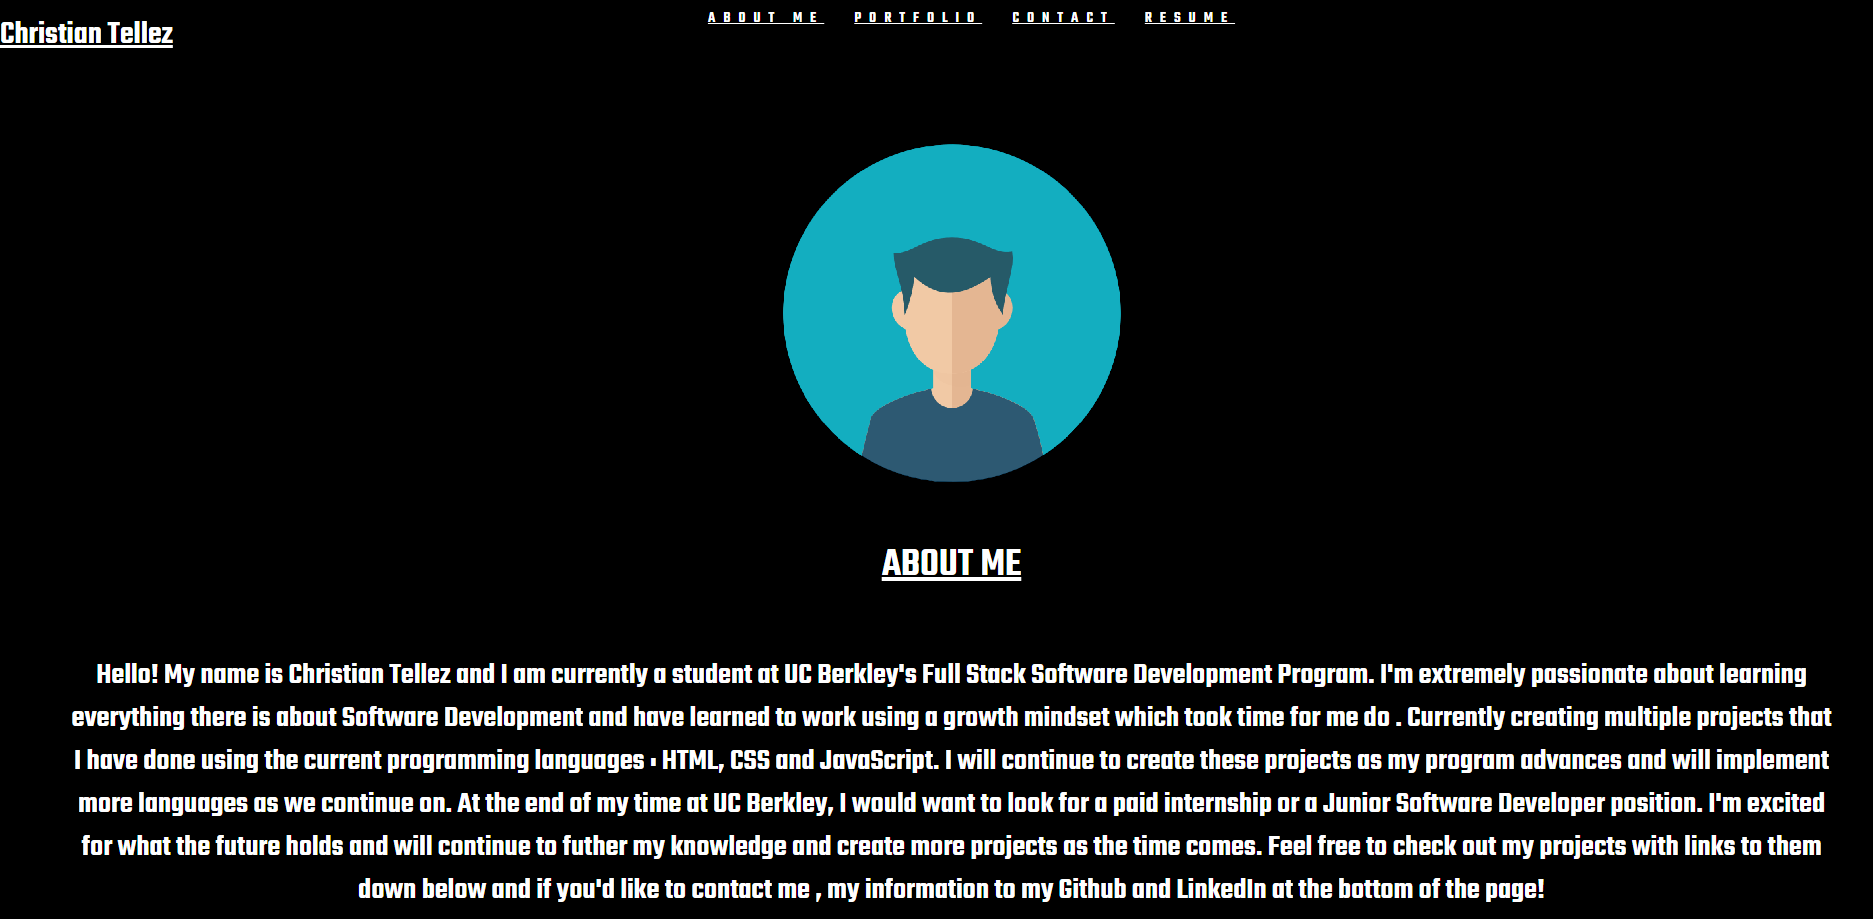 Christian Tellez
ABOUT ME PORTFOLIO CONTACT RESUME
ABOUT ME
Hello! My name is Christian Tellez and I am currently a student at UC Berkley's Full Stack Software Development Program. I'm extremely passionate about learning
everything there is about Software Development and have learned to work using a growth mindset which took time for me do . Currently creating multiple projects that
I have done using the current programming languages : HTML, CSS and JavaScript. I will continue to create these projects as my program advances and will implement
more languages as we continue on. At the end of my time at UC Berkley, I would want to look for a paid internship or a Junior Software Developer position. I'm excited
for what the future holds and will continue to futher my knowledge and create more projects as the time comes. Feel free to check out my projects with links to them
down below and if you'd like to contact me , my information to my Github and LinkedIn at the bottom of the page!